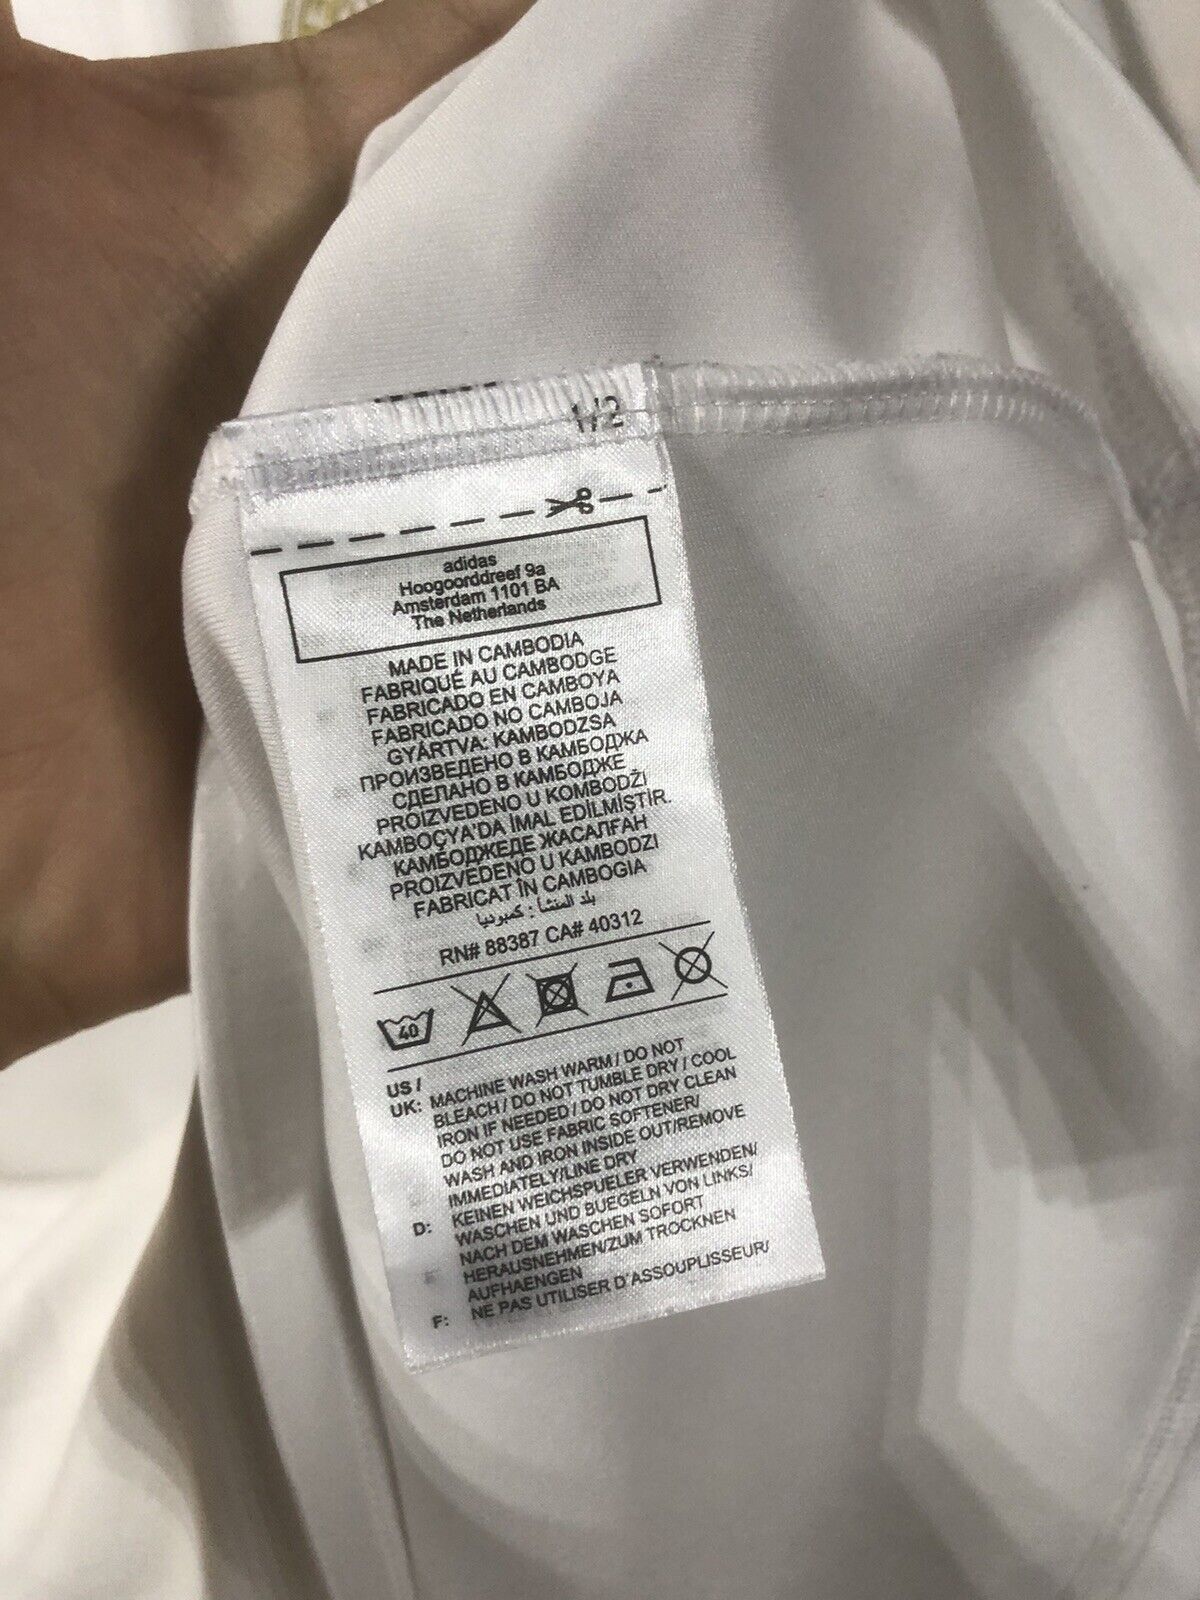 1/2
adidas
Hoogoorddreef 9a
Amsterdam 1101 BA
The Netherlands
MADE IN CAMBODIA
FABRIQUÉ AU CAMBODGE
FABRICADO EN CAMBOYA
FABRICADO NO CAMBOJA
GYÁRTVA: KAMBODZSA
ПРОИЗВЕДЕНО В КАМБОДЖА
СДЕЛАНО В КАМБОДЖЕ
PROIZVEDENO U KOMBODŽI
KAMBOÇYA'DA İMAL EDİLMİŞTİR.
КАМБОДЖЕДЕ ЖАСАЛҒАН
PROIZVEDENO U KAMBODZI
FABRICAT ÎN CAMBOGIA
بلد المنشأ : كمبوديا
RN# 88387 CA# 40312
40
US /
UK: MACHINE WASH WARM / DO NOT
BLEACH / DO NOT TUMBLE DRY / COOL
IRON IF NEEDED / DO NOT DRY CLEAN
DO NOT USE FABRIC SOFTENER/
WASH AND IRON INSIDE OUT/REMOVE
IMMEDIATELY/LINE DRY
D: KEINEN WEICHSPUELER VERWENDEN/
WASCHEN UND BUEGELN VON LINKS/
NACH DEM WASCHEN SOFORT
HERAUSNEHMEN/ZUM TROCKNEN
AUFHAENGEN
F: NE PAS UTILISER D'ASSOUPLISSEUR/